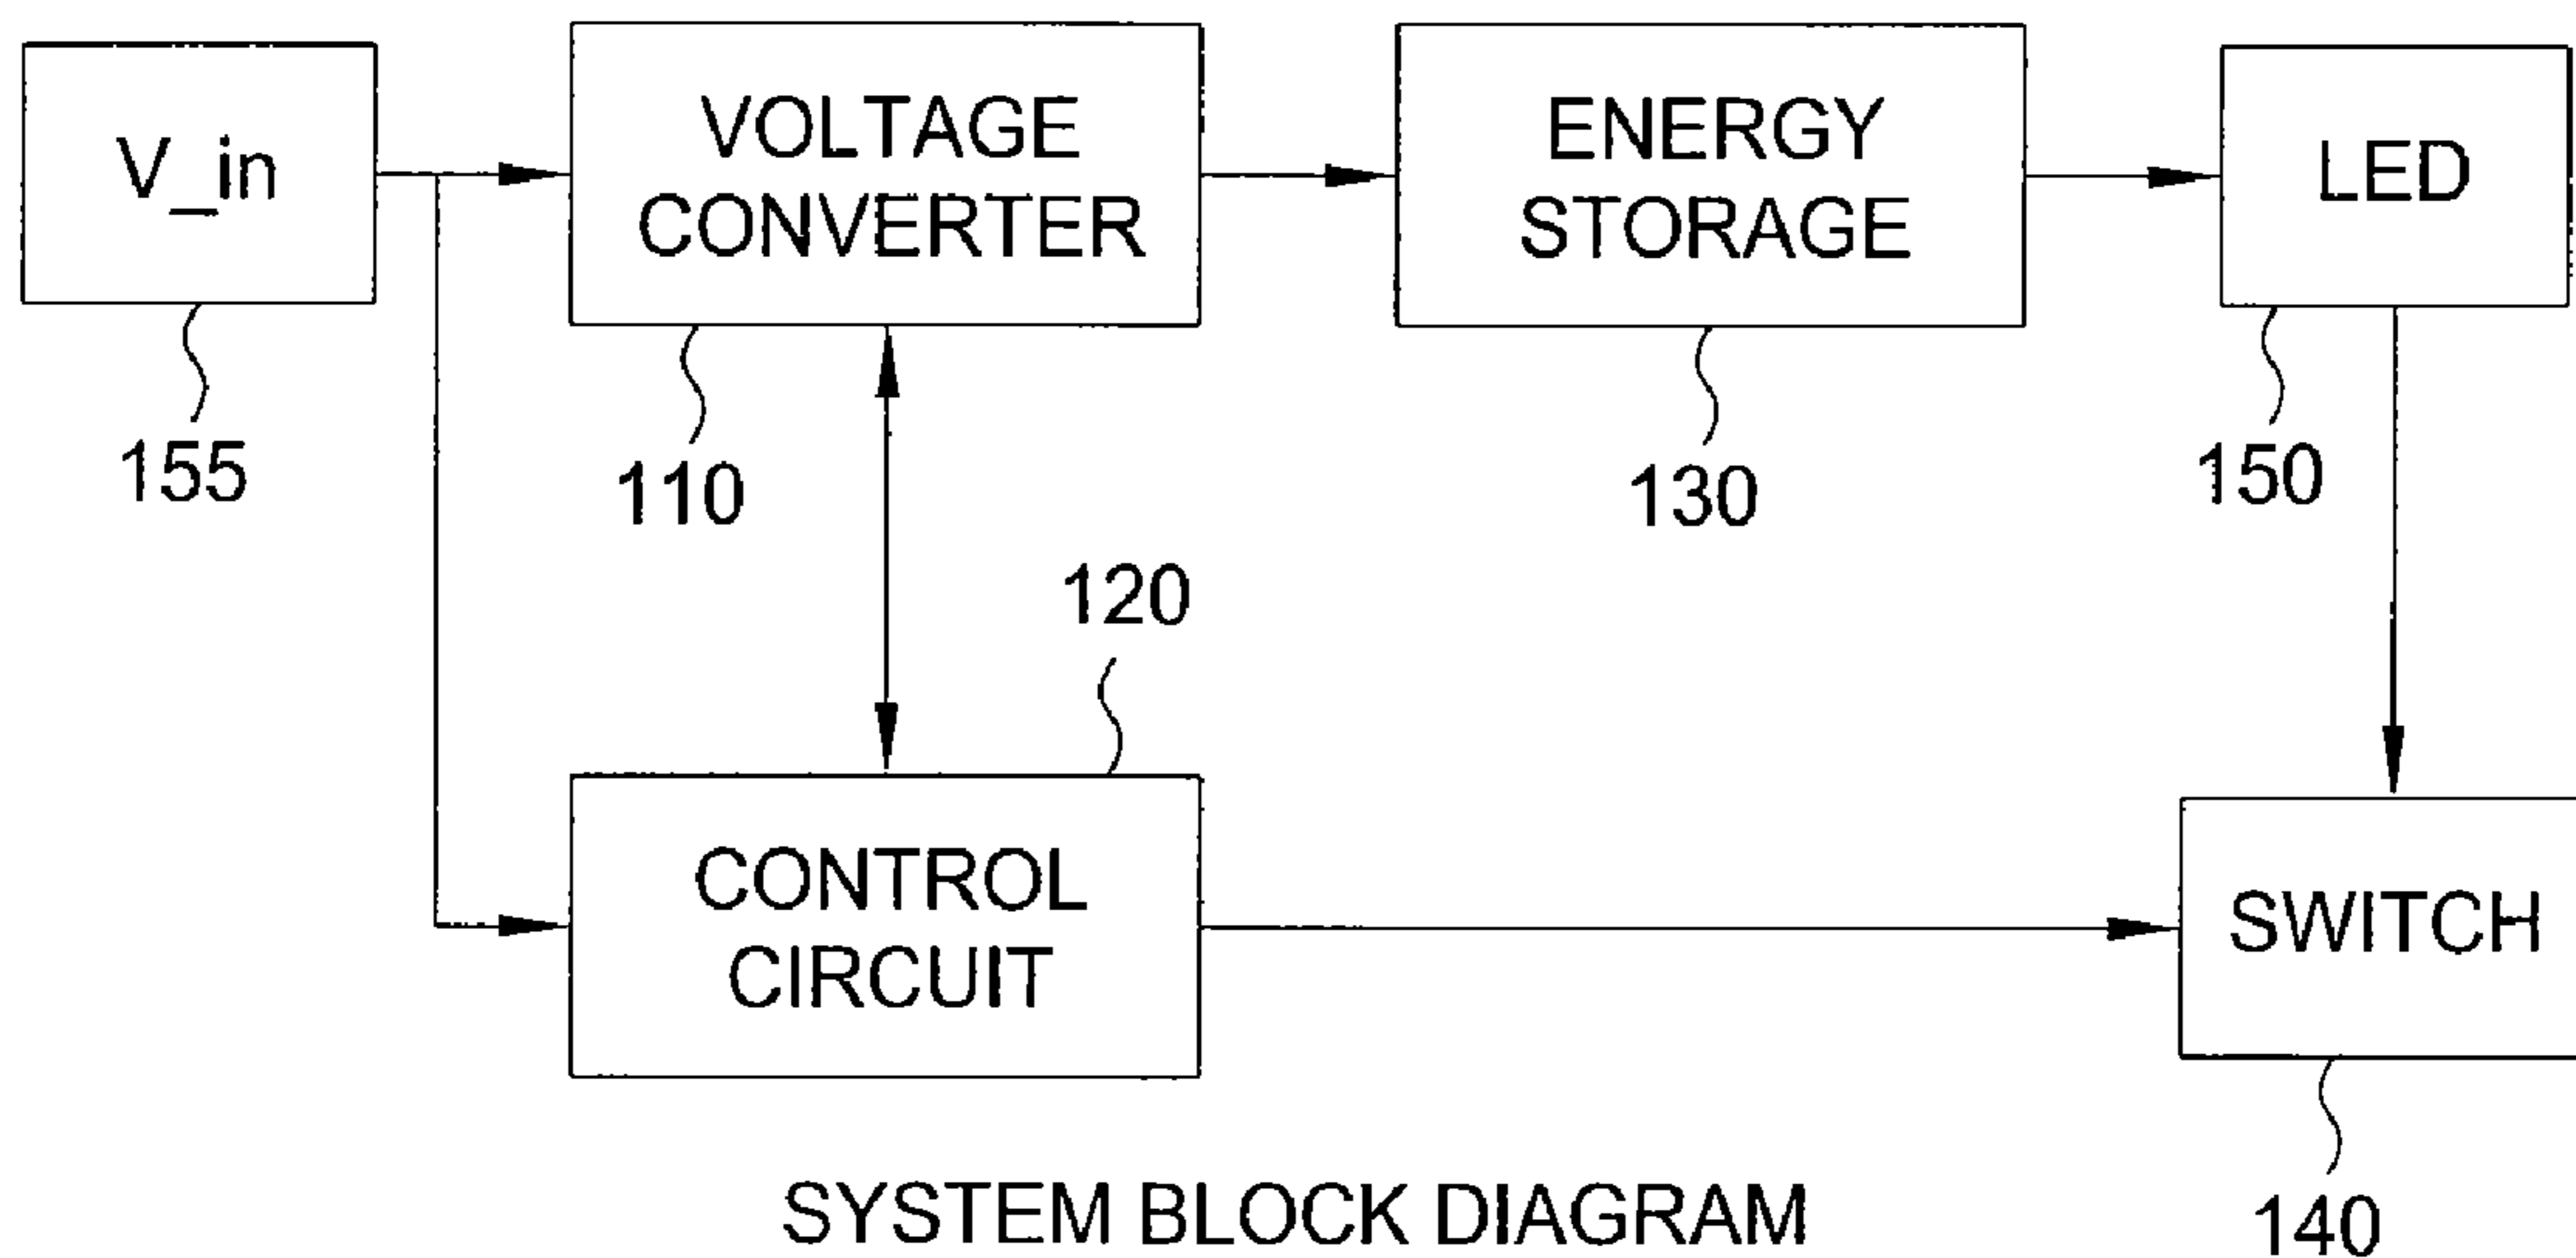 V_in
VOLTAGE
CONVERTER
ENERGY
STORAGE
LED
155
110
130
150
120
CONTROL
CIRCUIT
SWITCH
140
SYSTEM BLOCK DIAGRAM